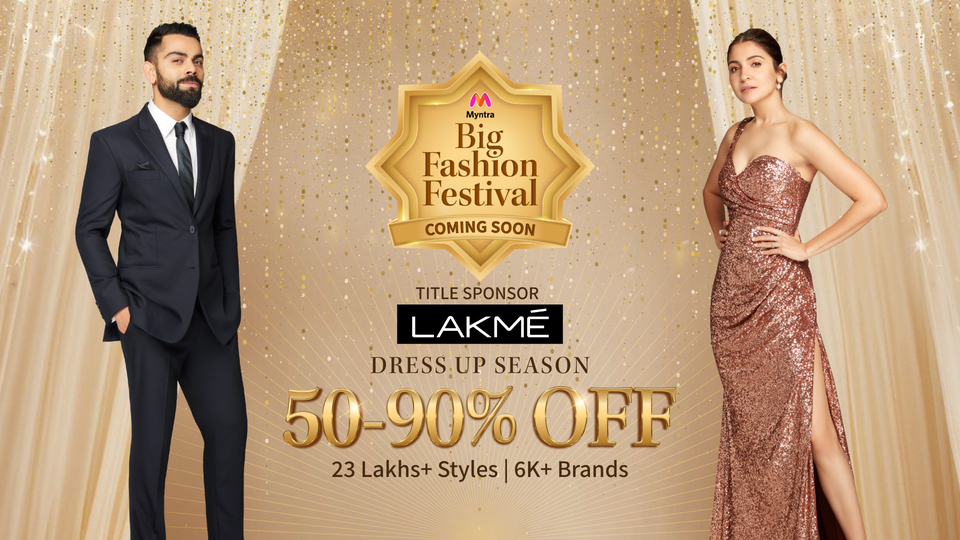 Myntra
Big
Fashion
Festival
COMING SOON
TITLE SPONSOR
LAKMÉ
DRESS UP SEASON
50-90% OFF
23 Lakhs+ Styles | 6K+ Brands